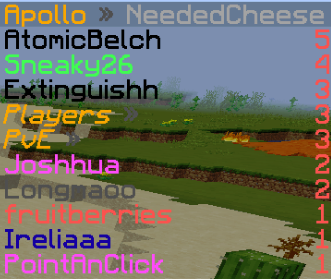 Apollo » NeededCheese
AtomicBelch 5
Sneaky26 4
Extinguishh 3
Players » 3
PvE » 3
Joshhua 2
Longwaoo 2
fruitberries 1
Ireliaaa 1
PointAnClick 1